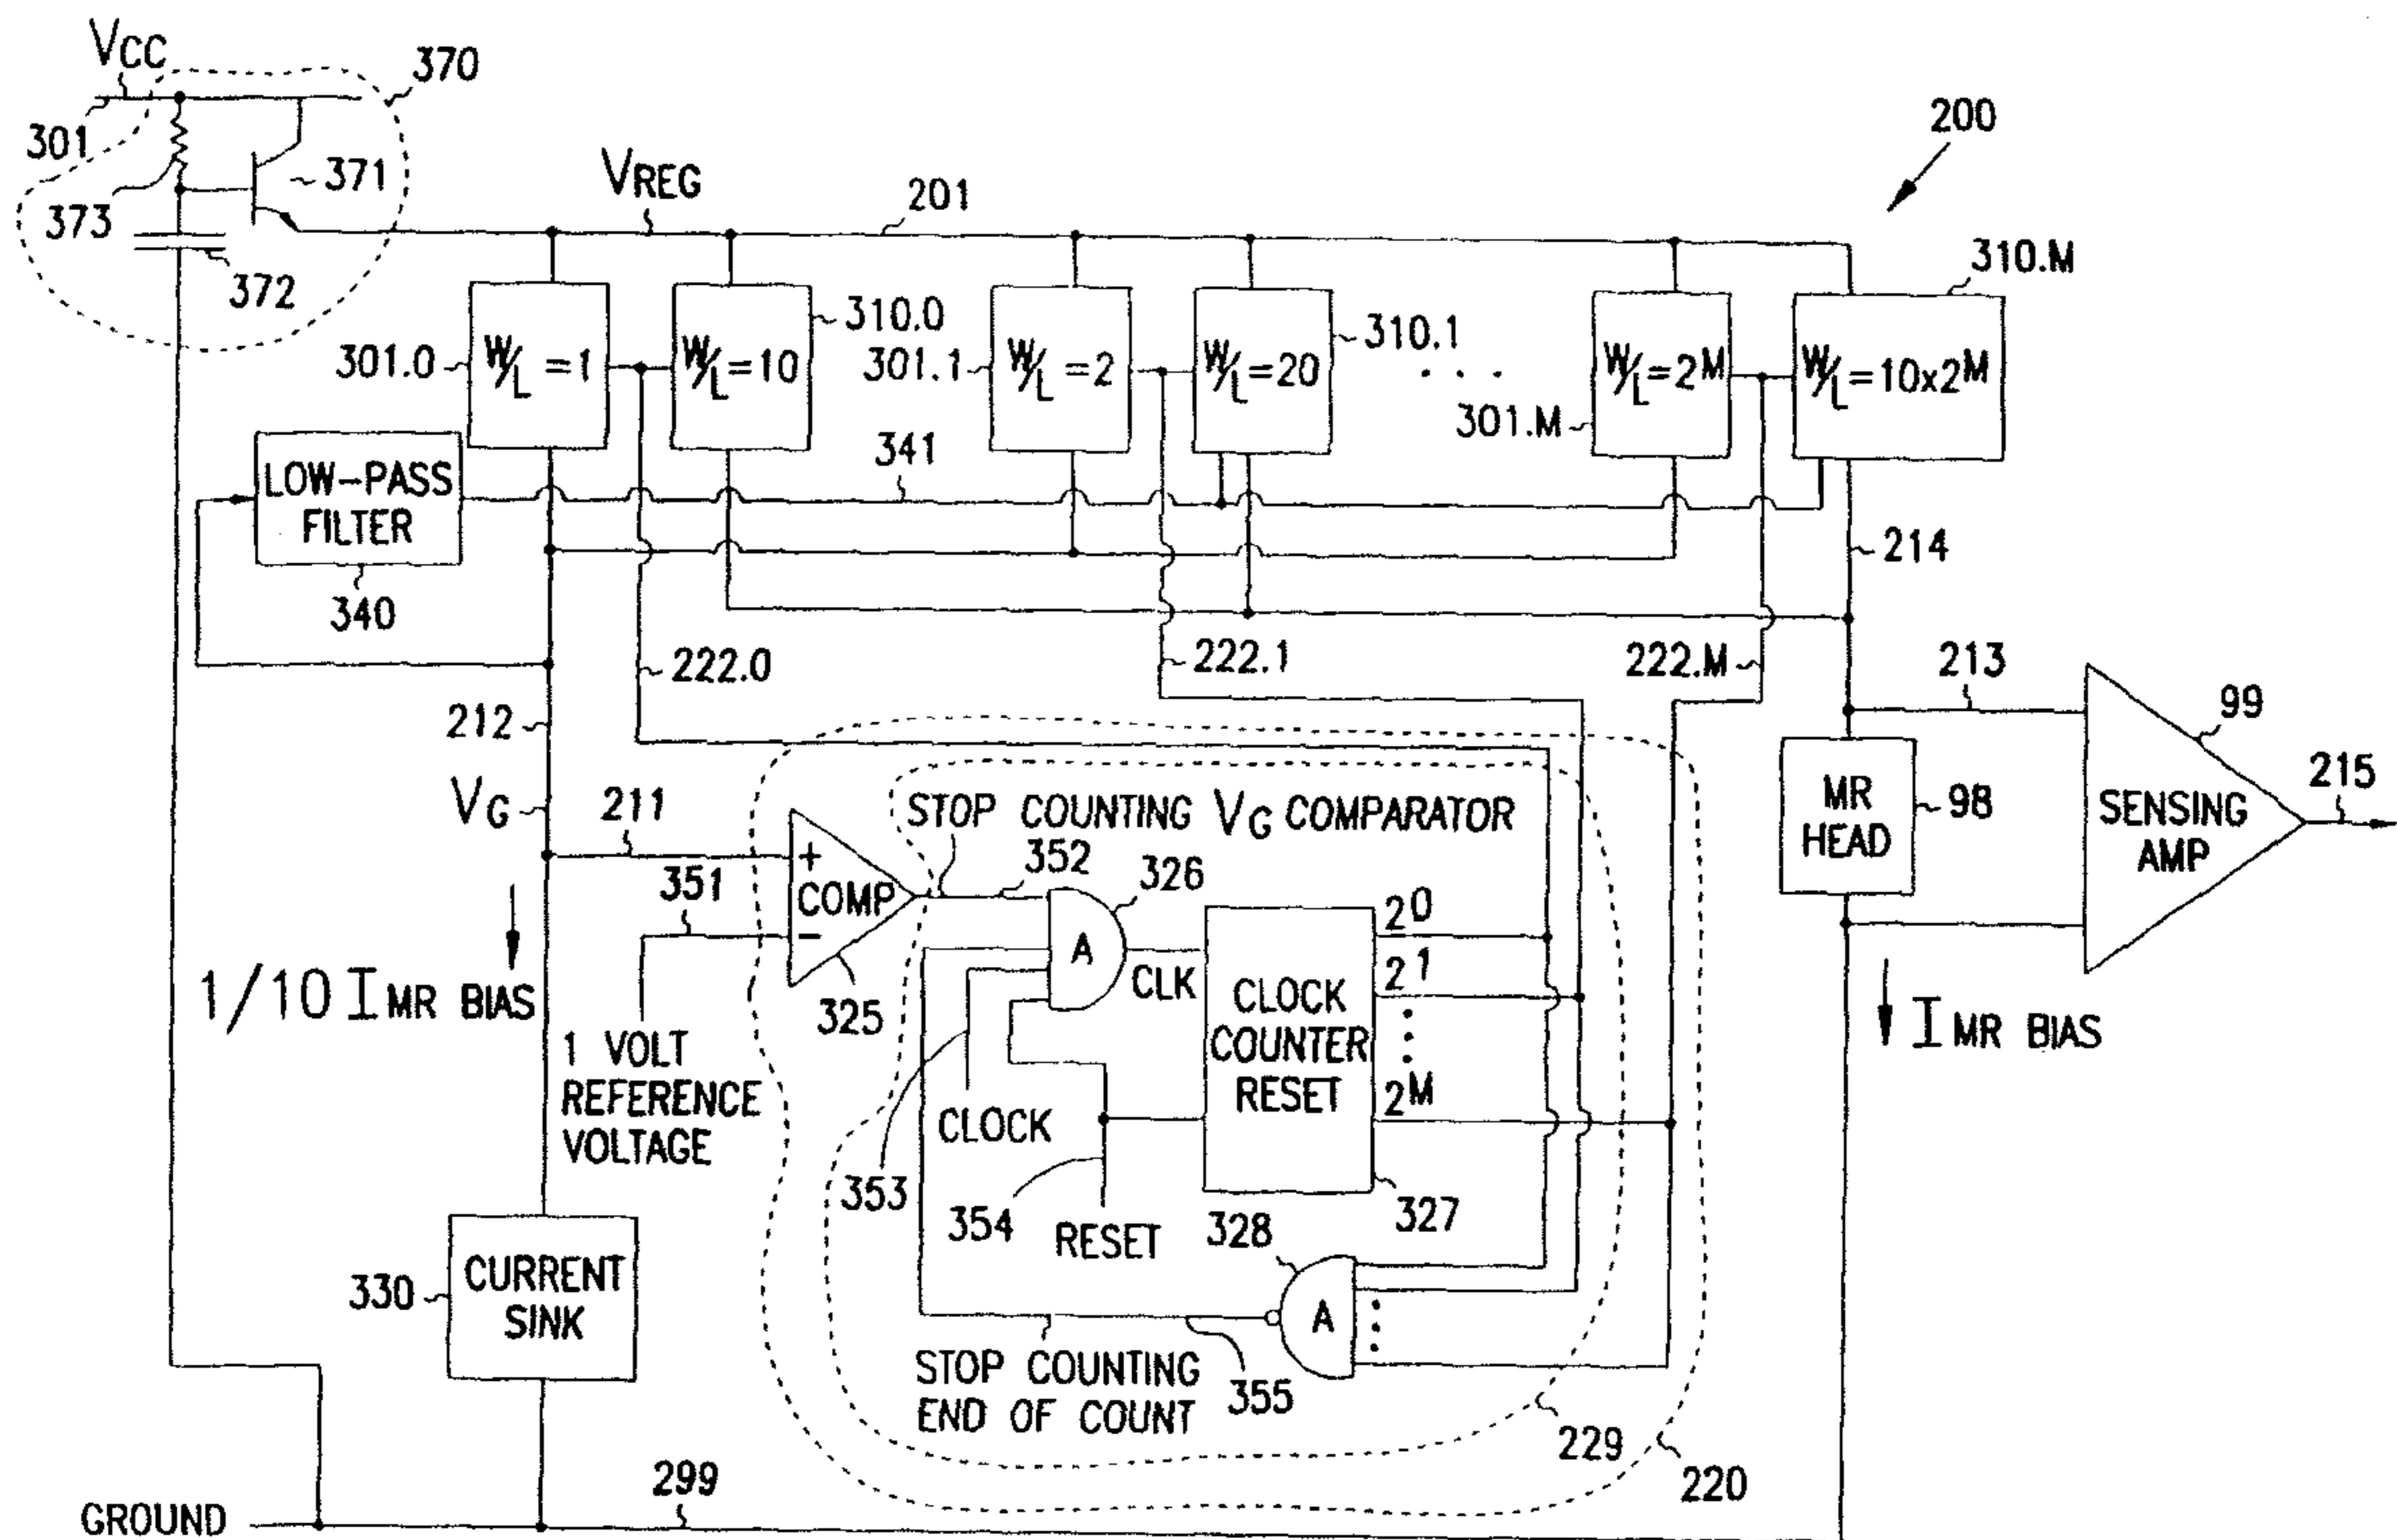 VCC
370
301
371
373
372
VREG
201
200
310.M
301.0
W/L = 1
W/L = 10
310.0
301.1
W/L = 2
W/L = 20
310.1
. . .
301.M
W/L = 2M
W/L = 10x2M
LOW-PASS
FILTER
340
341
214
222.0
222.1
222.M
213
212
VG
211
STOP COUNTING VG COMPARATOR
99
215
351
+
COMP
-
352
326
A
CLK
325
MR
HEAD
98
SENSING
AMP
1/10 I MR BIAS
1 VOLT
REFERENCE
VOLTAGE
353
CLOCK
354
RESET
CLOCK
COUNTER
RESET
20
21
2M
327
328
A
I MR BIAS
330
CURRENT
SINK
STOP COUNTING
END OF COUNT
355
229
220
GROUND
299